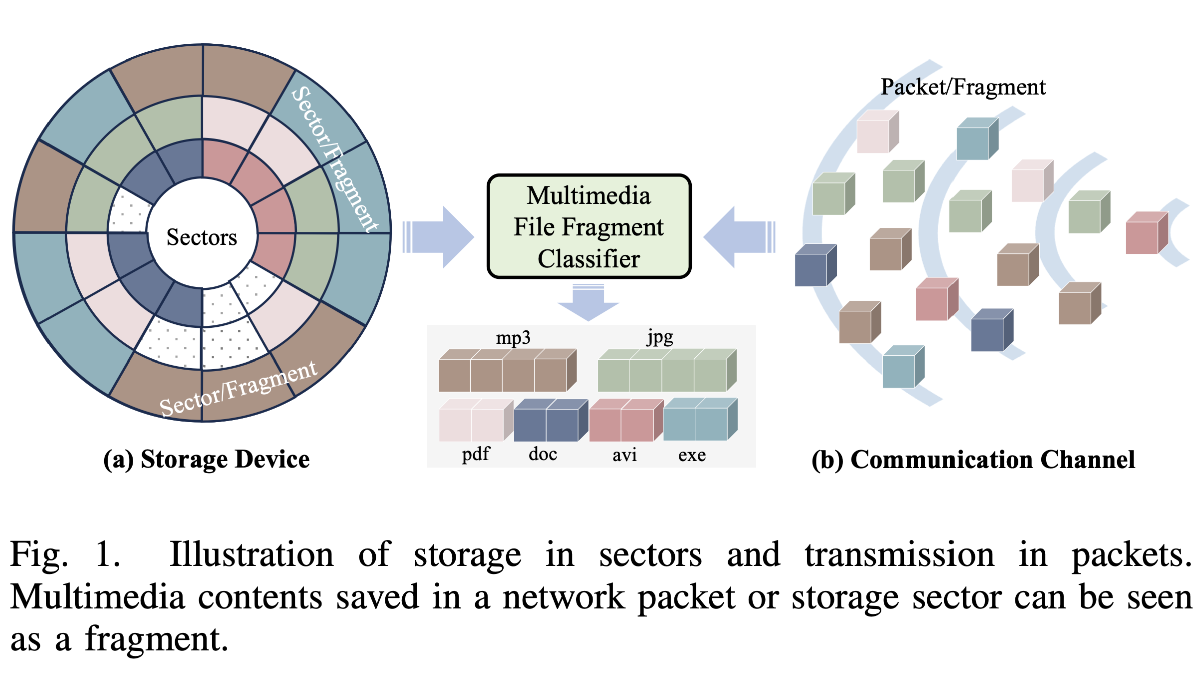 Sector/Fragment
Sectors
Sector/Fragment
(a) Storage Device
Multimedia
File Fragment
Classifier
mp3
jpg
pdf
doc
avi
exe
Packet/Fragment
(b) Communication Channel
Fig. 1. Illustration of storage in sectors and transmission in packets.
Multimedia contents saved in a network packet or storage sector can be seen
as a fragment.